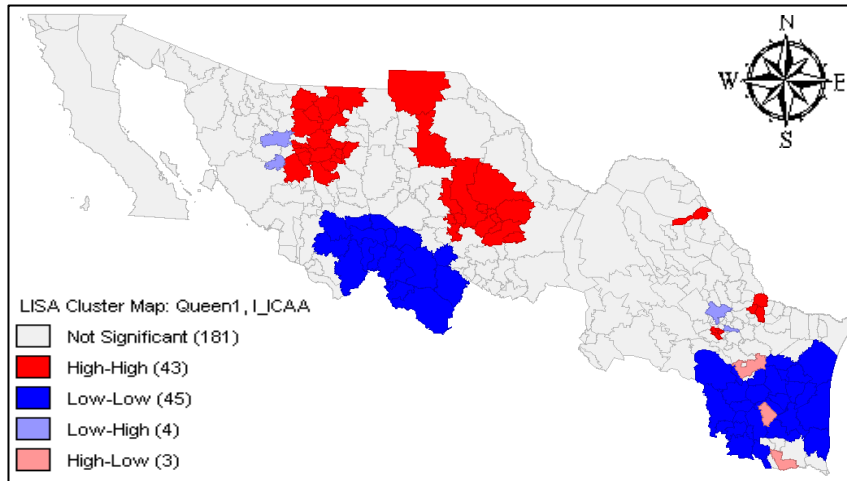 N
W E
S
LISA Cluster Map: Queen1, I_ICAA
Not Significant (181)
High-High (43)
Low-Low (45)
Low-High (4)
High-Low (3)